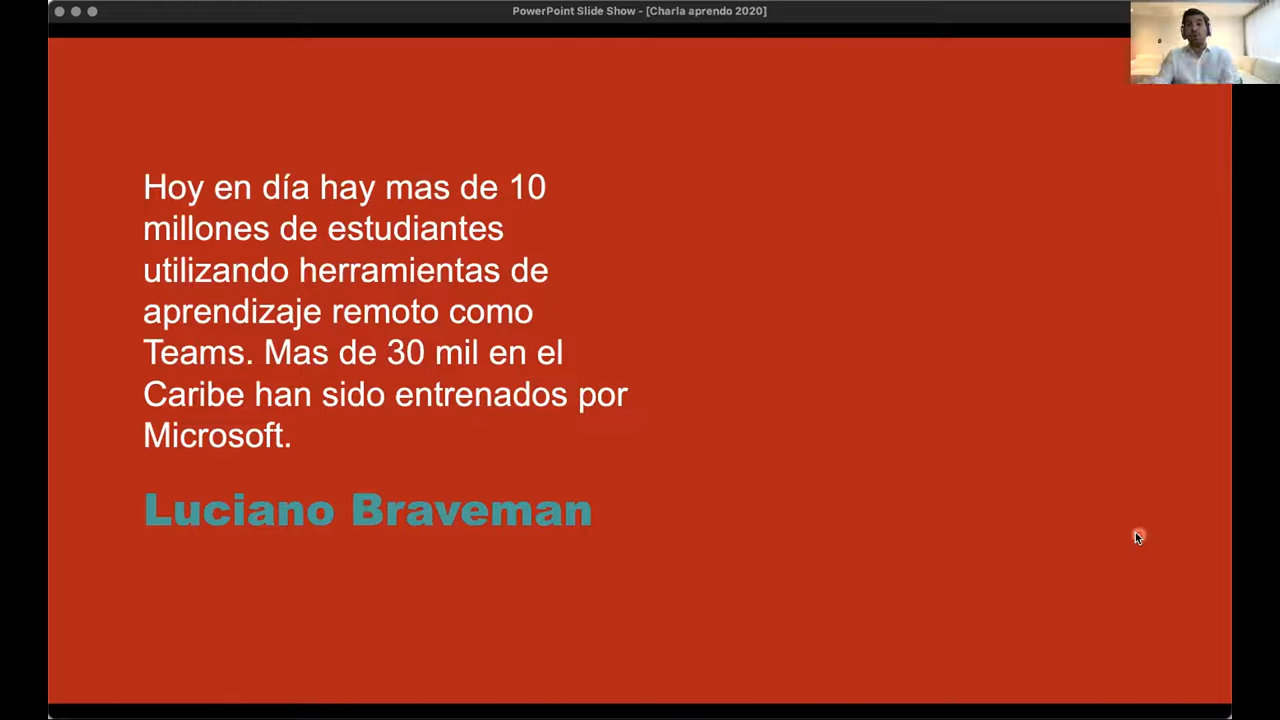 PowerPoint Slide Show - [Charla aprendo 2020]
Hoy en día hay mas de 10
millones de estudiantes
utilizando herramientas de
aprendizaje remoto como
Teams. Mas de 30 mil en el
Caribe han sido entrenados por
Microsoft.
Luciano Braveman